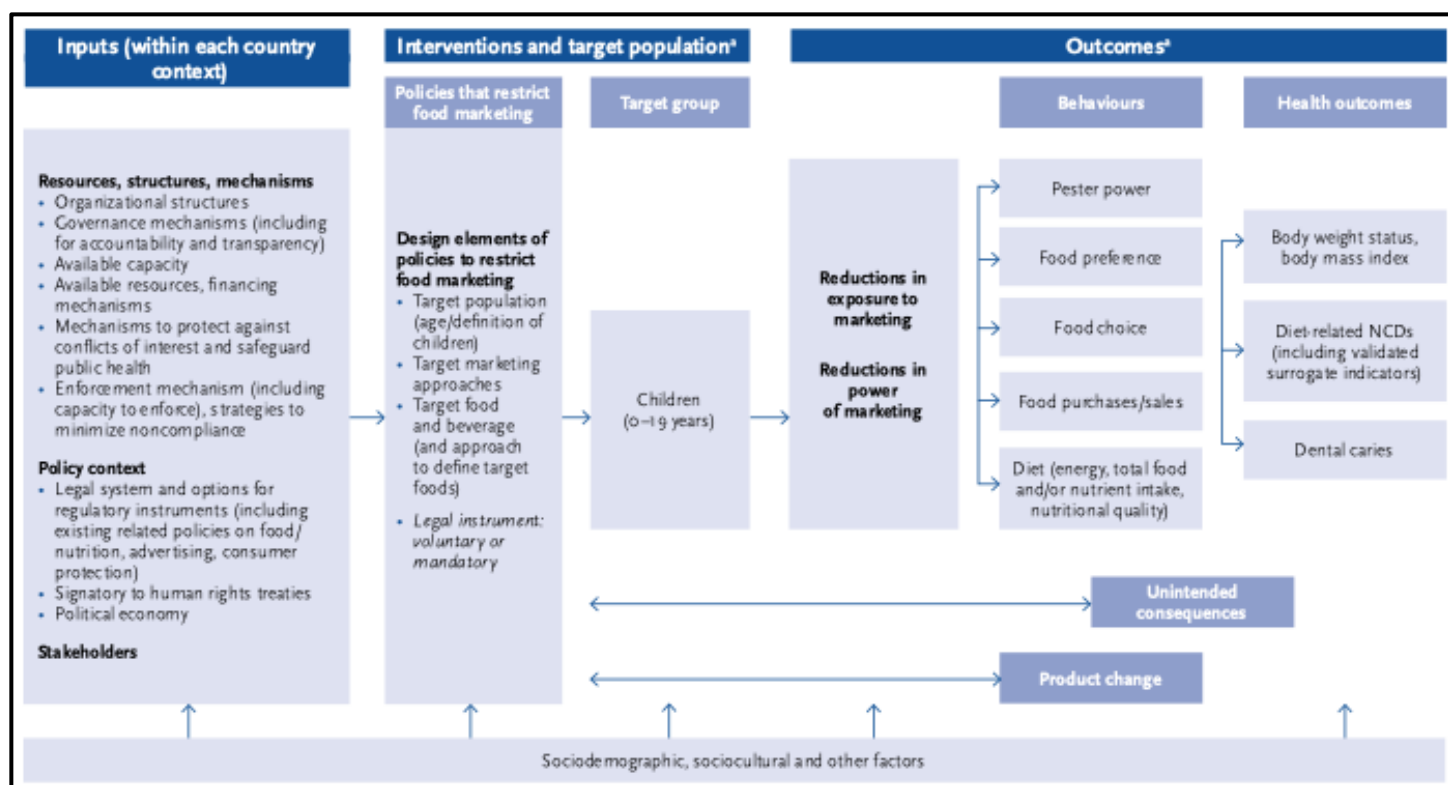 Inputs (within each country
context)
Interventions and target populationᵃ
Outcomesᵃ
Policies that restrict
food marketing
Target group
Behaviours
Health outcomes
Resources, structures, mechanisms
• Organizational structures
• Governance mechanisms (including
for accountability and transparency)
• Available capacity
• Available resources, financing
mechanisms
• Mechanisms to protect against
conflicts of interest and safeguard
public health
• Enforcement mechanism (including
capacity to enforce), strategies to
minimize noncompliance
Policy context
• Legal system and options for
regulatory instruments (including
existing related policies on food/
nutrition, advertising, consumer
protection)
• Signatory to human rights treaties
• Political economy
Stakeholders
Design elements of
policies to restrict
food marketing
• Target population
(age/definition of
children)
• Target marketing
approaches
• Target food
and beverage
(and approach
to define target
foods)
• Legal instrument:
voluntary or
mandatory
Children
(0–19 years)
Reductions in
exposure to
marketing
Reductions in
power
of marketing
Pester power
Food preference
Food choice
Food purchases/sales
Diet (energy, total food
and/or nutrient intake,
nutritional quality)
Body weight status,
body mass index
Diet-related NCDs
(including validated
surrogate indicators)
Dental caries
Unintended
consequences
Product change
Sociodemographic, sociocultural and other factors